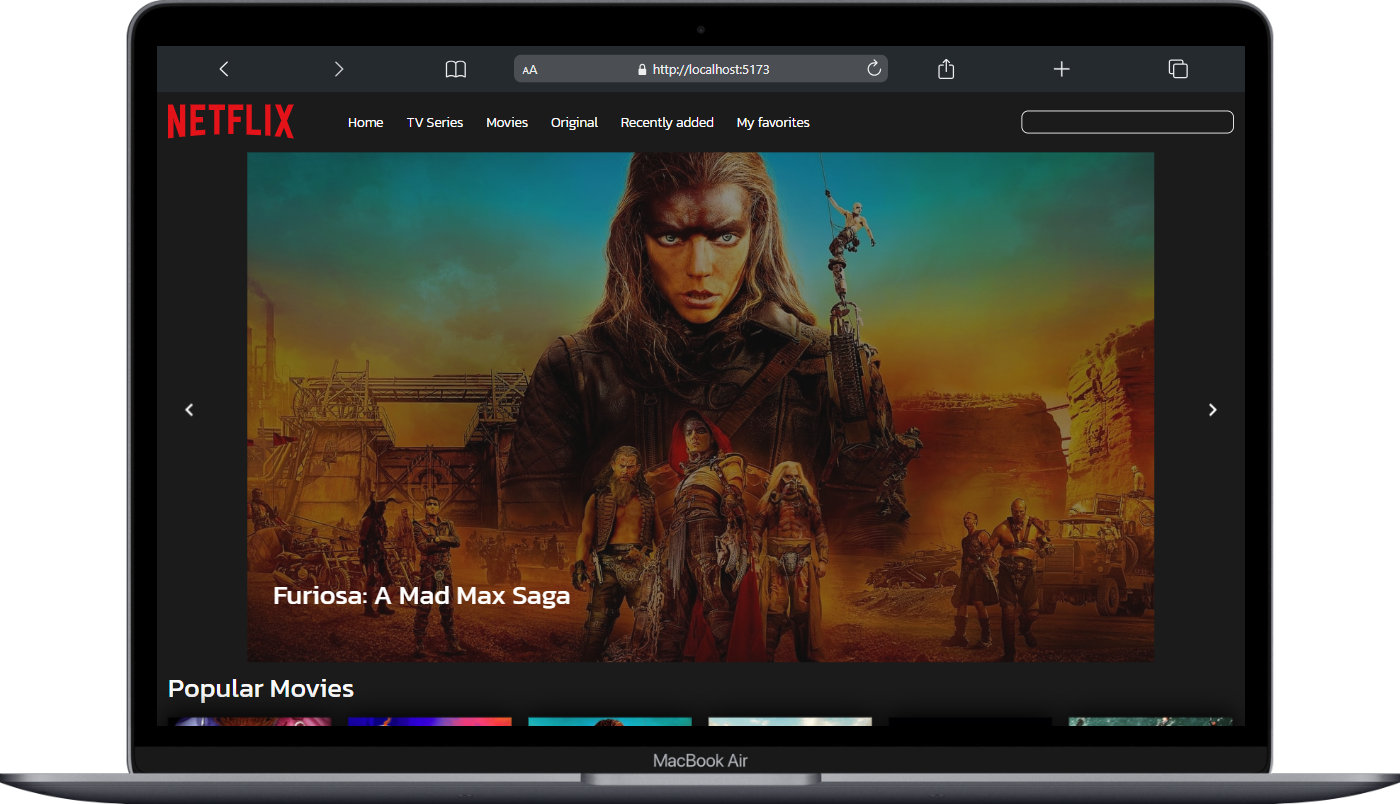 AA http://localhost:5173
NETFLIX Home TV Series Movies Original Recently added My favorites
Furiosa: A Mad Max Saga
Popular Movies
MacBook Air